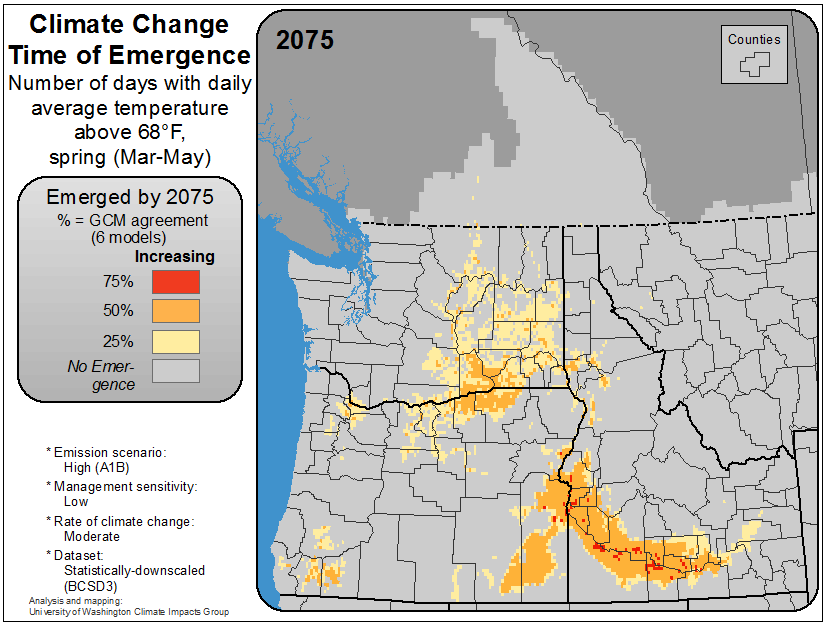 Climate Change
Time of Emergence
Number of days with daily
average temperature
above 68°F,
spring (Mar-May)
Emerged by 2075
% = GCM agreement
(6 models)
Increasing
75%
50%
25%
No Emer-
gence
* Emission scenario:
High (A1B)
* Management sensitivity:
Low
* Rate of climate change:
Moderate
* Dataset:
Statistically-downscaled
(BCSD3)
Analysis and mapping:
University of Washington Climate Impacts Group
2075
Counties